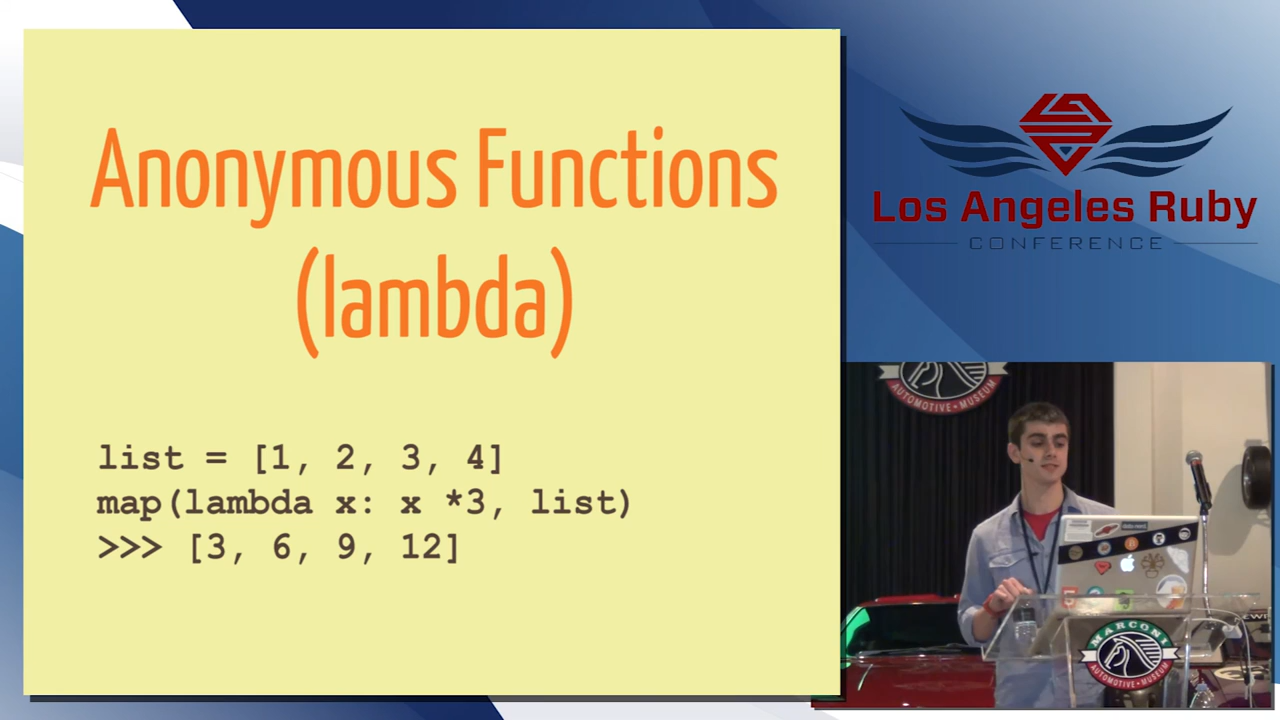 Anonymous Functions
(lambda)
list = [1, 2, 3, 4]
map(lambda x: x *3, list)
>>> [3, 6, 9, 12]
Los Angeles Ruby
CONFERENCE
AUTOMOTIVE • MUSEUM
MARCONI
AUTOMOTIVE • MUSEUM